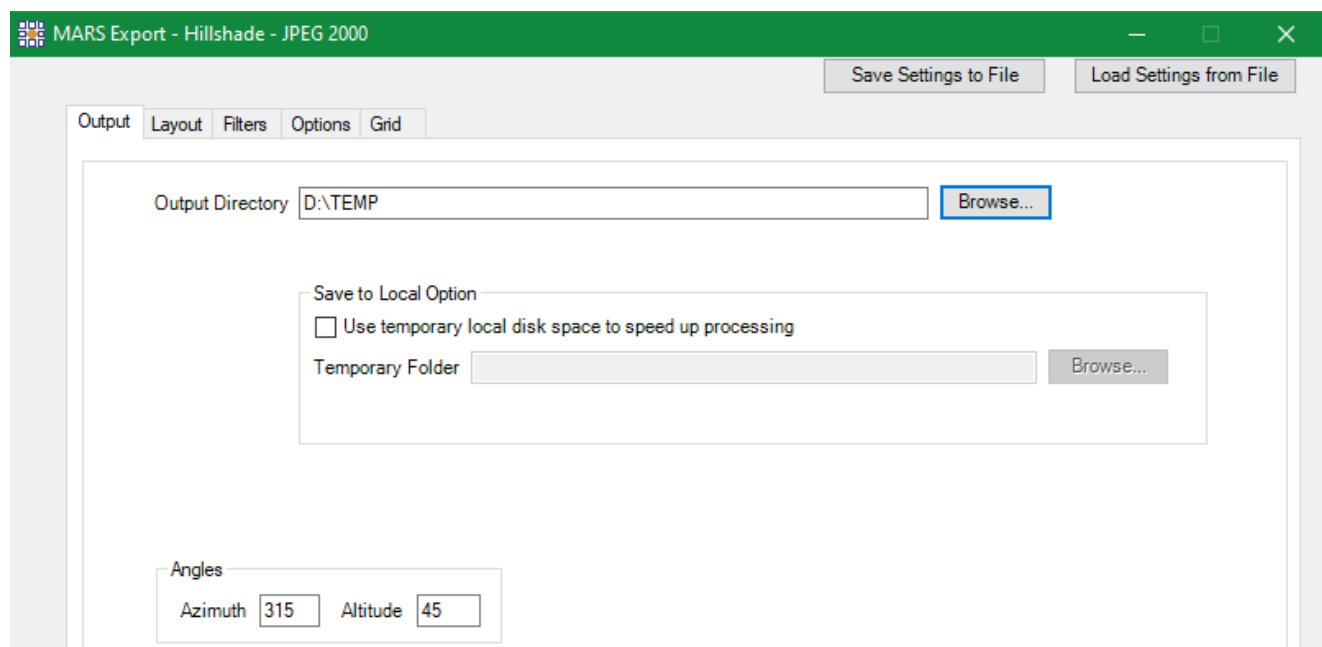 MARS Export - Hillshade - JPEG 2000
Save Settings to File Load Settings from File
Output Layout Filters Options Grid
Output Directory D:\TEMP Browse...
Save to Local Option
Use temporary local disk space to speed up processing
Temporary Folder Browse...
Angles
Azimuth 315 Altitude 45